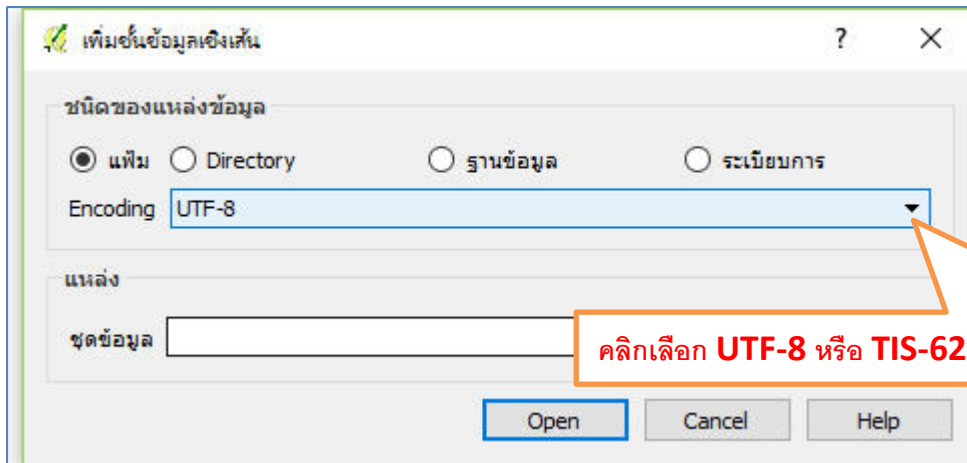 เพิ่มชั้นข้อมูลเชิงเส้น ? ×
ชนิดของแหล่งข้อมูล
แฟ้ม Directory ฐานข้อมูล ระเบียบการ
Encoding UTF-8
แหล่ง
ชุดข้อมูล
คลิกเลือก UTF-8 หรือ TIS-62
Open Cancel Help